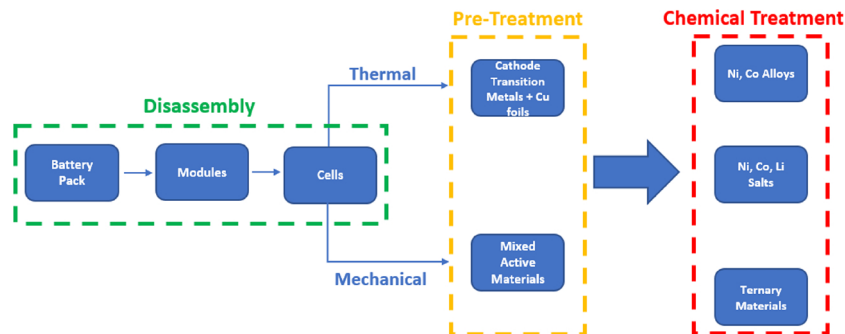 Pre-Treatment
Chemical Treatment
Disassembly
Thermal
Mechanical
Battery
Pack
Modules
Cells
Cathode
Transition
Metals + Cu
foils
Mixed
Active
Materials
Ni, Co Alloys
Ni, Co, Li
Salts
Ternary
Materials